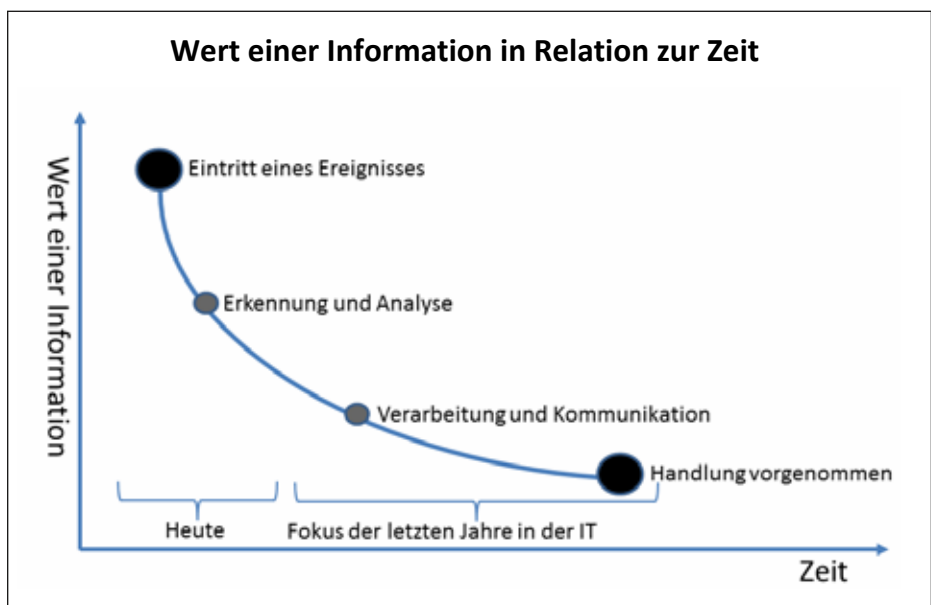 Wert einer Information in Relation zur Zeit
Wert einer Information
Eintritt eines Ereignisses
Erkennung und Analyse
Verarbeitung und Kommunikation
Handlung vorgenommen
Heute
Fokus der letzten Jahre in der IT
Zeit